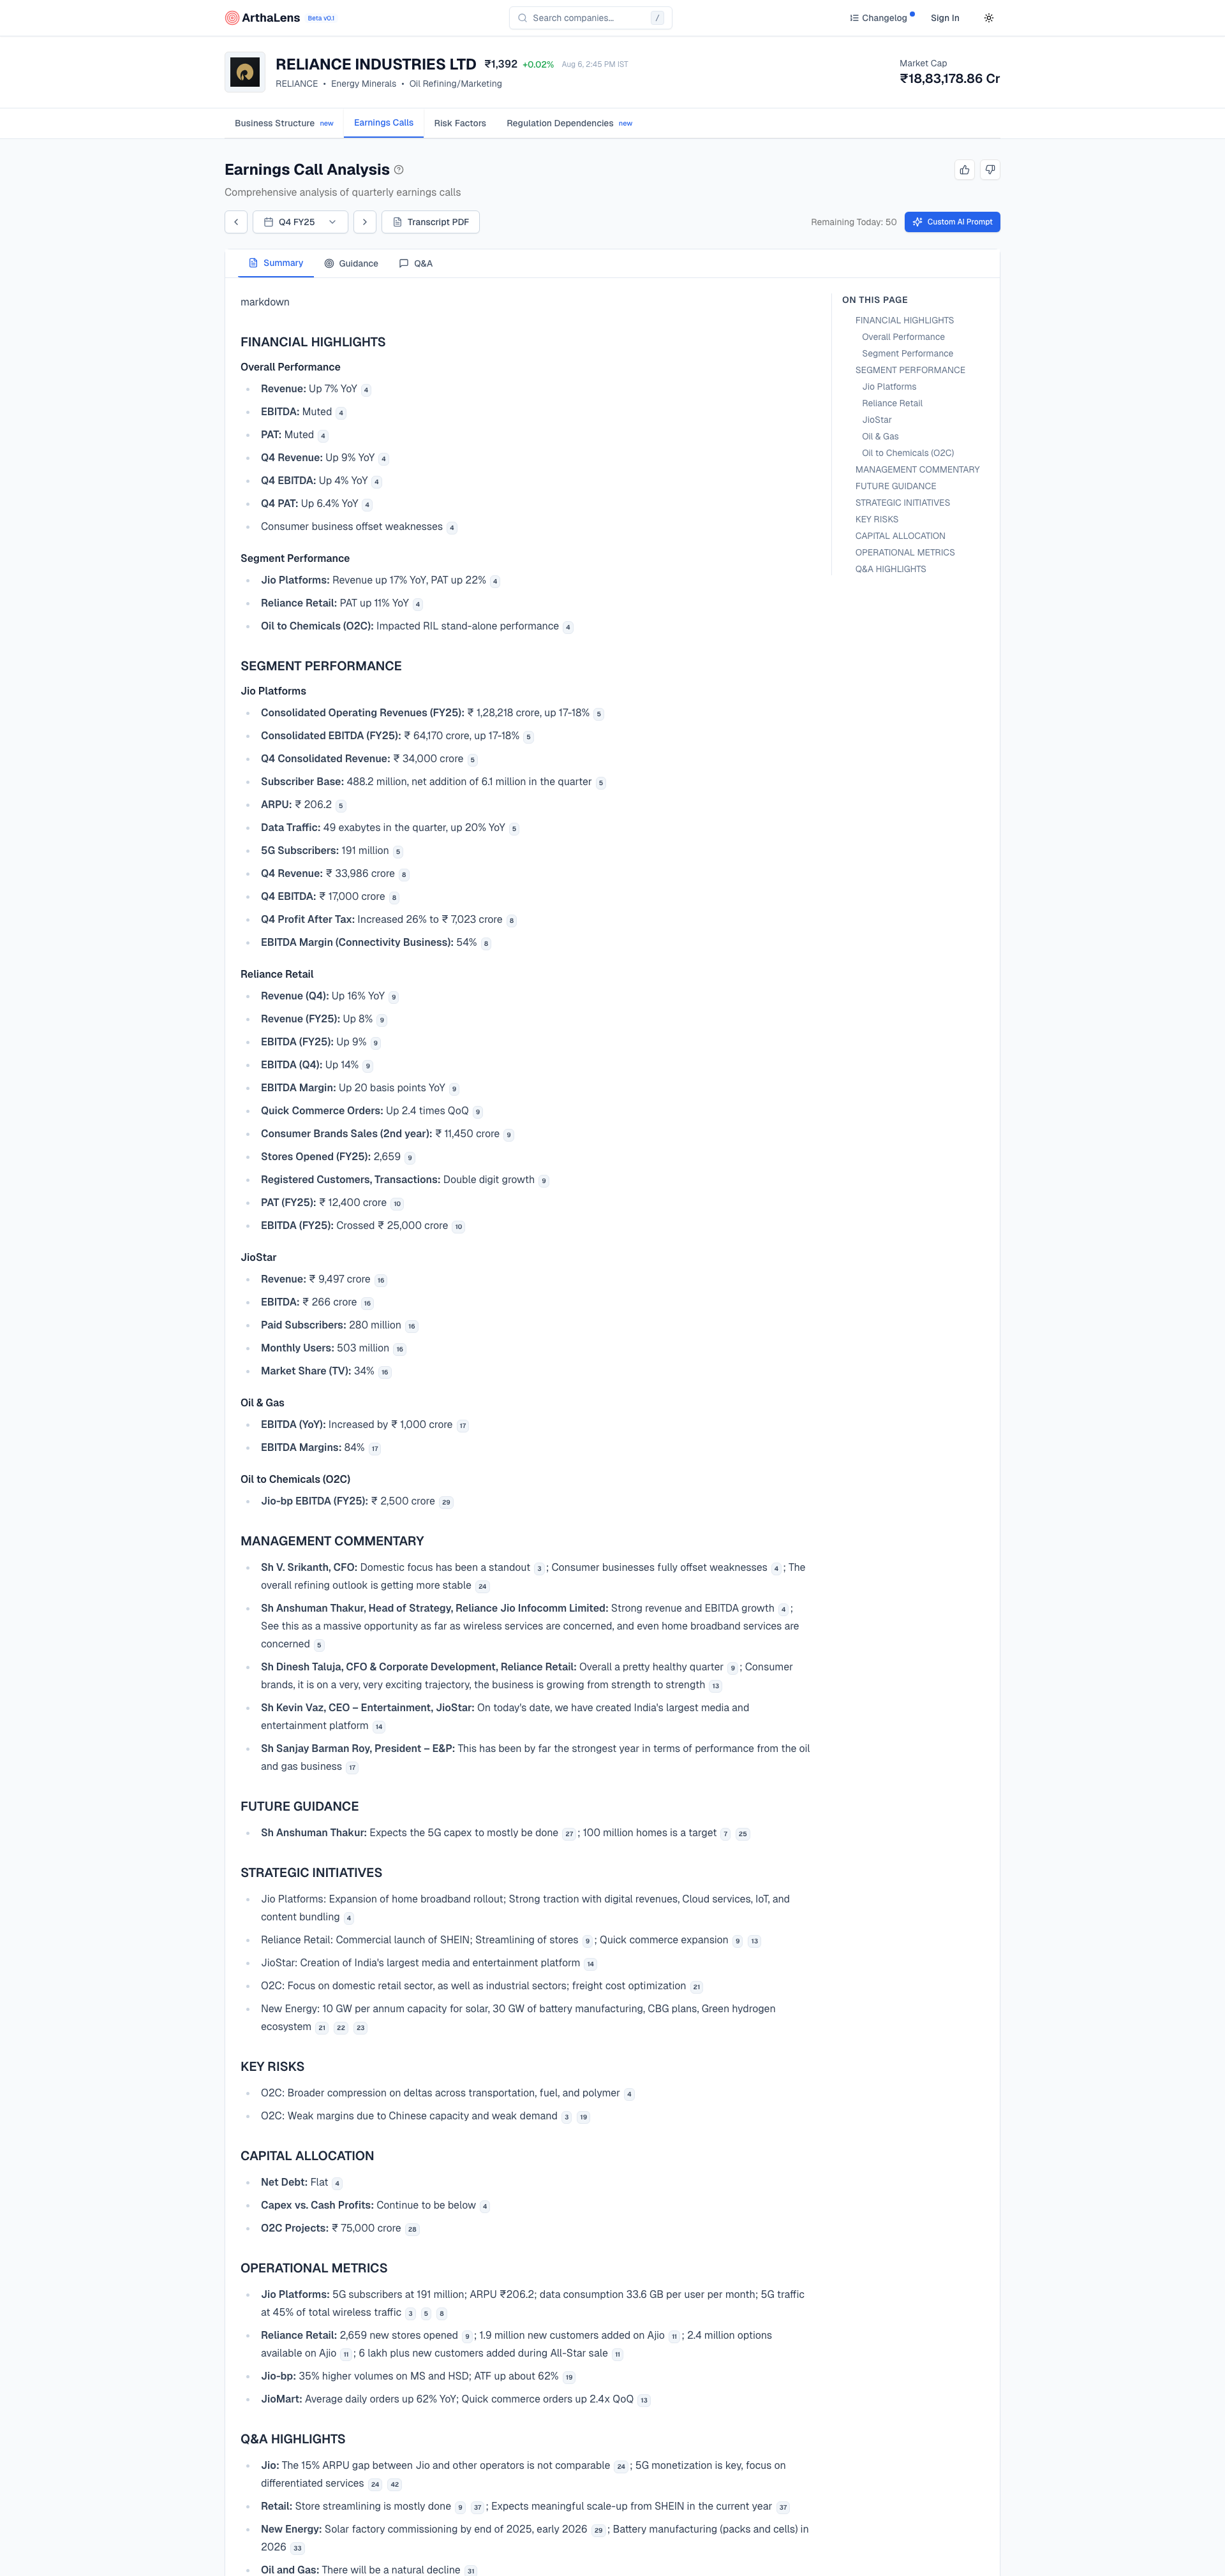 ArthaLens Beta v0.1 Search companies... / Changelog Sign In
RELIANCE INDUSTRIES LTD ₹1,392 +0.02% Aug 6, 2:45 PM IST
RELIANCE • Energy Minerals • Oil Refining/Marketing
Market Cap
₹18,83,178.86 Cr
Business Structure new Earnings Calls Risk Factors Regulation Dependencies new
Earnings Call Analysis
Comprehensive analysis of quarterly earnings calls
Q4 FY25 Transcript PDF Remaining Today: 50 Custom AI Prompt
Summary Guidance Q&A
markdown
FINANCIAL HIGHLIGHTS
Overall Performance
Revenue: Up 7% YoY 4
EBITDA: Muted 4
PAT: Muted 4
Q4 Revenue: Up 9% YoY 4
Q4 EBITDA: Up 4% YoY 4
Q4 PAT: Up 6.4% YoY 4
Consumer business offset weaknesses 4
Segment Performance
Jio Platforms: Revenue up 17% YoY, PAT up 22% 4
Reliance Retail: PAT up 11% YoY 4
Oil to Chemicals (O2C): Impacted RIL stand-alone performance 4
SEGMENT PERFORMANCE
Jio Platforms
Consolidated Operating Revenues (FY25): ₹ 1,28,218 crore, up 17-18% 5
Consolidated EBITDA (FY25): ₹ 64,170 crore, up 17-18% 5
Q4 Consolidated Revenue: ₹ 34,000 crore 5
Subscriber Base: 488.2 million, net addition of 6.1 million in the quarter 5
ARPU: ₹ 206.2 5
Data Traffic: 49 exabytes in the quarter, up 20% YoY 5
5G Subscribers: 191 million 5
Q4 Revenue: ₹ 33,986 crore 8
Q4 EBITDA: ₹ 17,000 crore 8
Q4 Profit After Tax: Increased 26% to ₹ 7,023 crore 8
EBITDA Margin (Connectivity Business): 54% 8
Reliance Retail
Revenue (Q4): Up 16% YoY 9
Revenue (FY25): Up 8% 9
EBITDA (FY25): Up 9% 9
EBITDA (Q4): Up 14% 9
EBITDA Margin: Up 20 basis points YoY 9
Quick Commerce Orders: Up 2.4 times QoQ 9
Consumer Brands Sales (2nd year): ₹ 11,450 crore 9
Stores Opened (FY25): 2,659 9
Registered Customers, Transactions: Double digit growth 9
PAT (FY25): ₹ 12,400 crore 10
EBITDA (FY25): Crossed ₹ 25,000 crore 10
JioStar
Revenue: ₹ 9,497 crore 16
EBITDA: ₹ 266 crore 16
Paid Subscribers: 280 million 16
Monthly Users: 503 million 16
Market Share (TV): 34% 16
Oil & Gas
EBITDA (YoY): Increased by ₹ 1,000 crore 17
EBITDA Margins: 84% 17
Oil to Chemicals (O2C)
Jio-bp EBITDA (FY25): ₹ 2,500 crore 29
MANAGEMENT COMMENTARY
Sh V. Srikanth, CFO: Domestic focus has been a standout 3 ; Consumer businesses fully offset weaknesses 4 ; The
overall refining outlook is getting more stable 24
Sh Anshuman Thakur, Head of Strategy, Reliance Jio Infocomm Limited: Strong revenue and EBITDA growth 4 ;
See this as a massive opportunity as far as wireless services are concerned, and even home broadband services are
concerned 5
Sh Dinesh Taluja, CFO & Corporate Development, Reliance Retail: Overall a pretty healthy quarter 9 ; Consumer
brands, it is on a very, very exciting trajectory, the business is growing from strength to strength 13
Sh Kevin Vaz, CEO – Entertainment, JioStar: On today's date, we have created India's largest media and
entertainment platform 14
Sh Sanjay Barman Roy, President – E&P: This has been by far the strongest year in terms of performance from the oil
and gas business 17
FUTURE GUIDANCE
Sh Anshuman Thakur: Expects the 5G capex to mostly be done 27 ; 100 million homes is a target 7 25
STRATEGIC INITIATIVES
Jio Platforms: Expansion of home broadband rollout; Strong traction with digital revenues, Cloud services, IoT, and
content bundling 4
Reliance Retail: Commercial launch of SHEIN; Streamlining of stores 9 ; Quick commerce expansion 9 13
JioStar: Creation of India's largest media and entertainment platform 14
O2C: Focus on domestic retail sector, as well as industrial sectors; freight cost optimization 21
New Energy: 10 GW per annum capacity for solar, 30 GW of battery manufacturing, CBG plans, Green hydrogen
ecosystem 21 22 23
KEY RISKS
O2C: Broader compression on deltas across transportation, fuel, and polymer 4
O2C: Weak margins due to Chinese capacity and weak demand 3 19
CAPITAL ALLOCATION
Net Debt: Flat 4
Capex vs. Cash Profits: Continue to be below 4
O2C Projects: ₹ 75,000 crore 28
OPERATIONAL METRICS
Jio Platforms: 5G subscribers at 191 million; ARPU ₹206.2; data consumption 33.6 GB per user per month; 5G traffic
at 45% of total wireless traffic 3 5 8
Reliance Retail: 2,659 new stores opened 9 ; 1.9 million new customers added on Ajio 11 ; 2.4 million options
available on Ajio 11 ; 6 lakh plus new customers added during All-Star sale 11
Jio-bp: 35% higher volumes on MS and HSD; ATF up about 62% 19
JioMart: Average daily orders up 62% YoY; Quick commerce orders up 2.4x QoQ 13
Q&A HIGHLIGHTS
Jio: The 15% ARPU gap between Jio and other operators is not comparable 24 ; 5G monetization is key, focus on
differentiated services 24 42
Retail: Store streamlining is mostly done 9 37 ; Expects meaningful scale-up from SHEIN in the current year 37
New Energy: Solar factory commissioning by end of 2025, early 2026 29 ; Battery manufacturing (packs and cells) in
2026 33
Oil and Gas: There will be a natural decline 31
ON THIS PAGE
FINANCIAL HIGHLIGHTS
Overall Performance
Segment Performance
SEGMENT PERFORMANCE
Jio Platforms
Reliance Retail
JioStar
Oil & Gas
Oil to Chemicals (O2C)
MANAGEMENT COMMENTARY
FUTURE GUIDANCE
STRATEGIC INITIATIVES
KEY RISKS
CAPITAL ALLOCATION
OPERATIONAL METRICS
Q&A HIGHLIGHTS